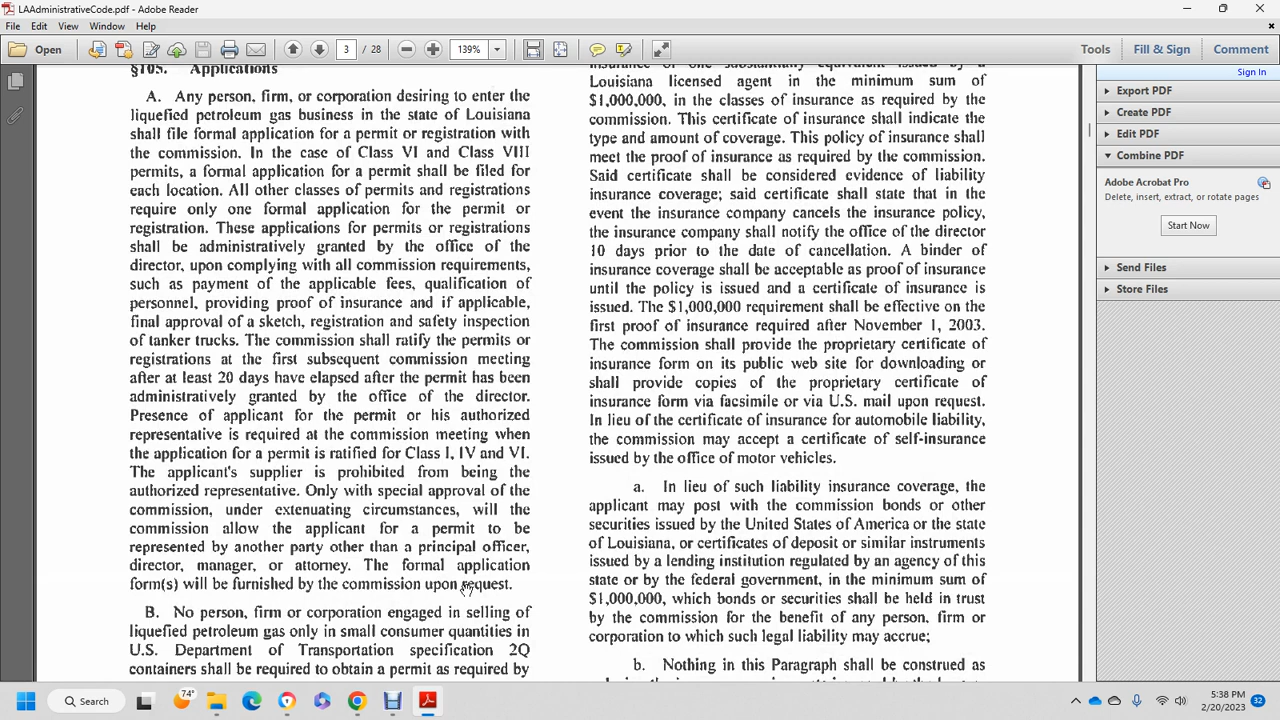 LAAdministrativeCode.pdf - Adobe Reader
File Edit View Window Help
Open 3 / 28 139% Tools Fill & Sign Comment
Sign In
Export PDF
Create PDF
Edit PDF
Combine PDF
Adobe Acrobat Pro
Delete, insert, extract, or rotate pages
Start Now
Send Files
Store Files
§105. Applications
A. Any person, firm, or corporation desiring to enter the
liquefied petroleum gas business in the state of Louisiana
shall file formal application for a permit or registration with
the commission. In the case of Class VI and Class VIII
permits, a formal application for a permit shall be filed for
each location. All other classes of permits and registrations
require only one formal application for the permit or
registration. These applications for permits or registrations
shall be administratively granted by the office of the
director, upon complying with all commission requirements,
such as payment of the applicable fees, qualification of
personnel, providing proof of insurance and if applicable,
final approval of a sketch, registration and safety inspection
of tanker trucks. The commission shall ratify the permits or
registrations at the first subsequent commission meeting
after at least 20 days have elapsed after the permit has been
administratively granted by the office of the director.
Presence of applicant for the permit or his authorized
representative is required at the commission meeting when
the application for a permit is ratified for Class I, IV and VI.
The applicant's supplier is prohibited from being the
authorized representative. Only with special approval of the
commission, under extenuating circumstances, will the
commission allow the applicant for a permit to be
represented by another party other than a principal officer,
director, manager, or attorney. The formal application
form(s) will be furnished by the commission upon request.
B. No person, firm or corporation engaged in selling of
liquefied petroleum gas only in small consumer quantities in
U.S. Department of Transportation specification 2Q
containers shall be required to obtain a permit as required by
insurance or one substantially equivalent issued by a
Louisiana licensed agent in the minimum sum of
$1,000,000, in the classes of insurance as required by the
commission. This certificate of insurance shall indicate the
type and amount of coverage. This policy of insurance shall
meet the proof of insurance as required by the commission.
Said certificate shall be considered evidence of liability
insurance coverage; said certificate shall state that in the
event the insurance company cancels the insurance policy,
the insurance company shall notify the office of the director
10 days prior to the date of cancellation. A binder of
insurance coverage shall be acceptable as proof of insurance
until the policy is issued and a certificate of insurance is
issued. The $1,000,000 requirement shall be effective on the
first proof of insurance required after November 1, 2003.
The commission shall provide the proprietary certificate of
insurance form on its public web site for downloading or
shall provide copies of the proprietary certificate of
insurance form via facsimile or via U.S. mail upon request.
In lieu of the certificate of insurance for automobile liability,
the commission may accept a certificate of self-insurance
issued by the office of motor vehicles.
a. In lieu of such liability insurance coverage, the
applicant may post with the commission bonds or other
securities issued by the United States of America or the state
of Louisiana, or certificates of deposit or similar instruments
issued by a lending institution regulated by an agency of this
state or by the federal government, in the minimum sum of
$1,000,000, which bonds or securities shall be held in trust
by the commission for the benefit of any person, firm or
corporation to which such legal liability may accrue;
b. Nothing in this Paragraph shall be construed as
Search 74° 5:38 PM
2/20/2023 32